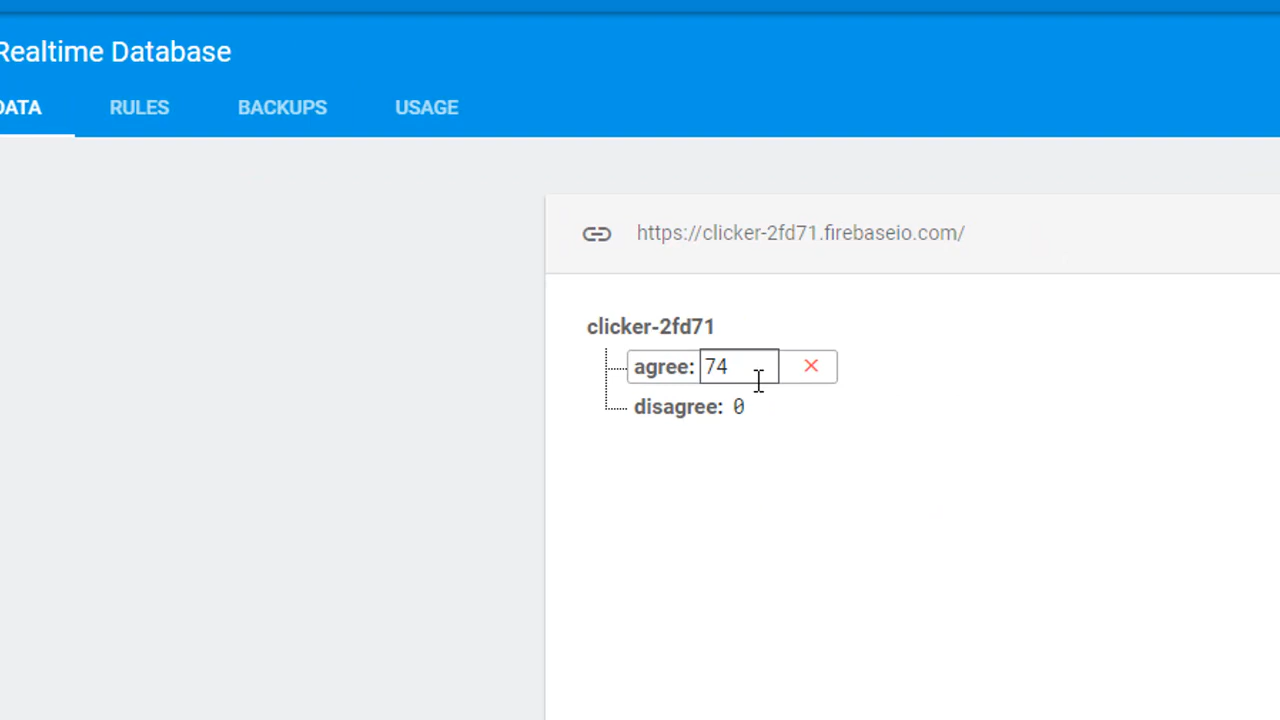 Realtime Database
DATA RULES BACKUPS USAGE
https://clicker-2fd71.firebaseio.com/
clicker-2fd71
agree: 74
disagree: 0